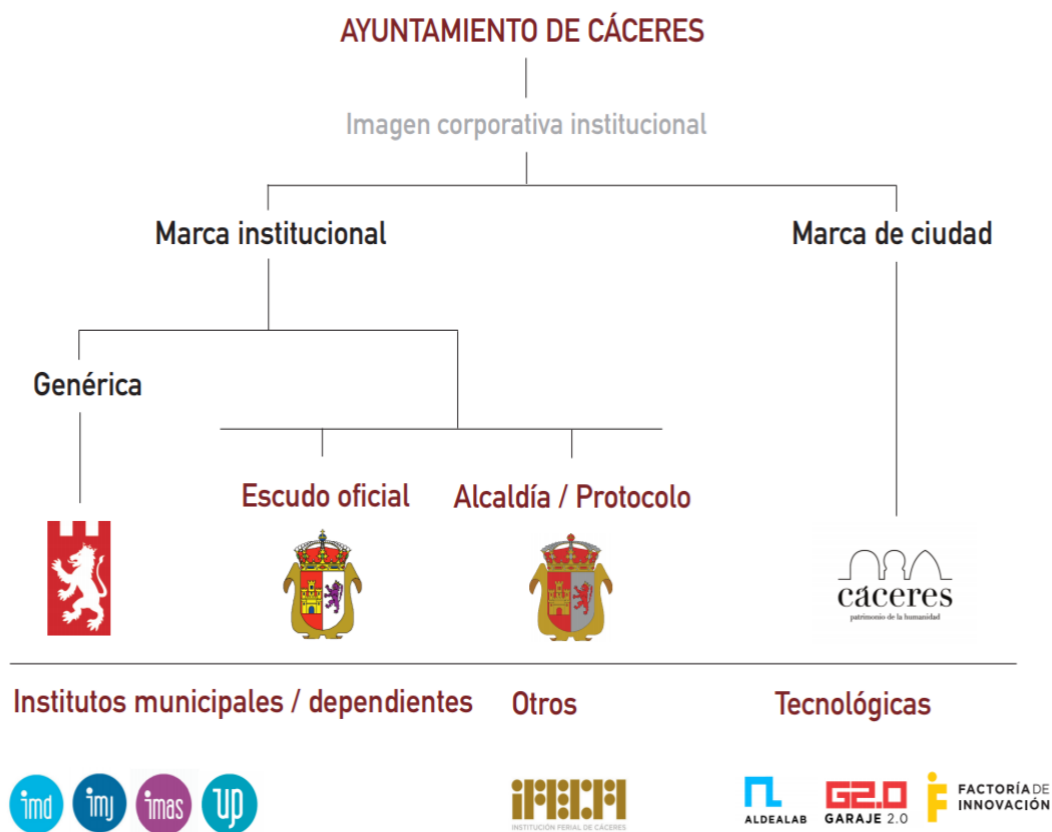 AYUNTAMIENTO DE CÁCERES
Imagen corporativa institucional
Marca institucional
Marca de ciudad
Genérica
Escudo oficial
Alcaldía / Protocolo
cáceres
patrimonio de la humanidad
Institutos municipales / dependientes
Otros
Tecnológicas
imd
imj
imas
up
iFECA
INSTITUCIÓN FERIAL DE CÁCERES
ALDEALAB
G2.0
GARAJE 2.0
FACTORÍA DE
INNOVACIÓN